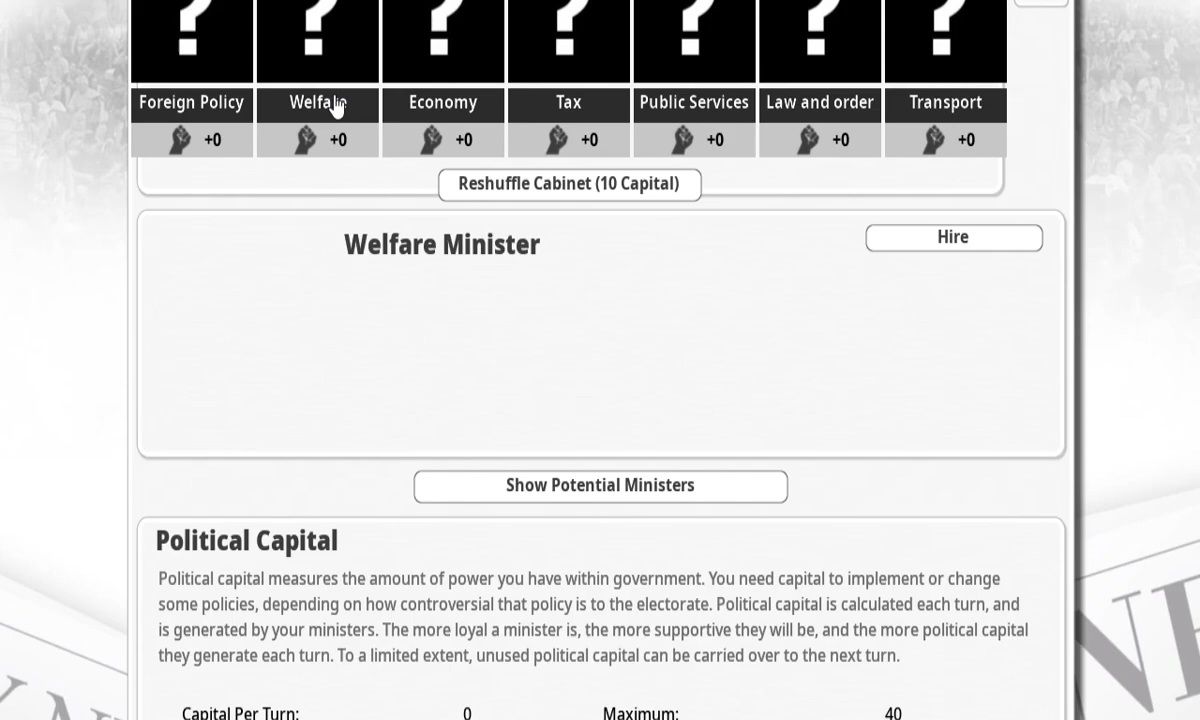 ? ? ? ? ? ? ?
Foreign Policy Welfare Economy Tax Public Services Law and order Transport
+0 +0 +0 +0 +0 +0 +0
Reshuffle Cabinet (10 Capital)
Welfare Minister
Hire
Show Potential Ministers
Political Capital
Political capital measures the amount of power you have within government. You need capital to implement or change
some policies, depending on how controversial that policy is to the electorate. Political capital is calculated each turn, and
is generated by your ministers. The more loyal a minister is, the more supportive they will be, and the more political capital
they generate each turn. To a limited extent, unused political capital can be carried over to the next turn.
Capital Per Turn: 0 Maximum: 40